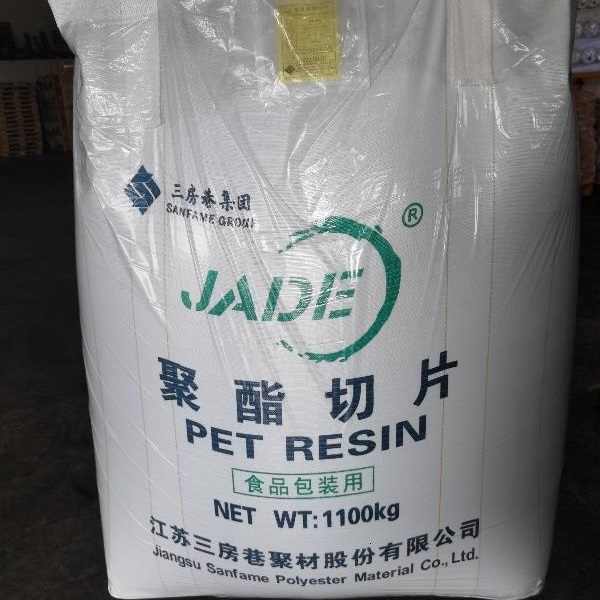 三房巷集团
SANFAME GROUP
®
JADE
聚酯切片
PET RESIN
食品包装用
NET WT:1100kg
江苏三房巷聚材股份有限公司
Jiangsu Sanfame Polyester Material Co., Ltd.